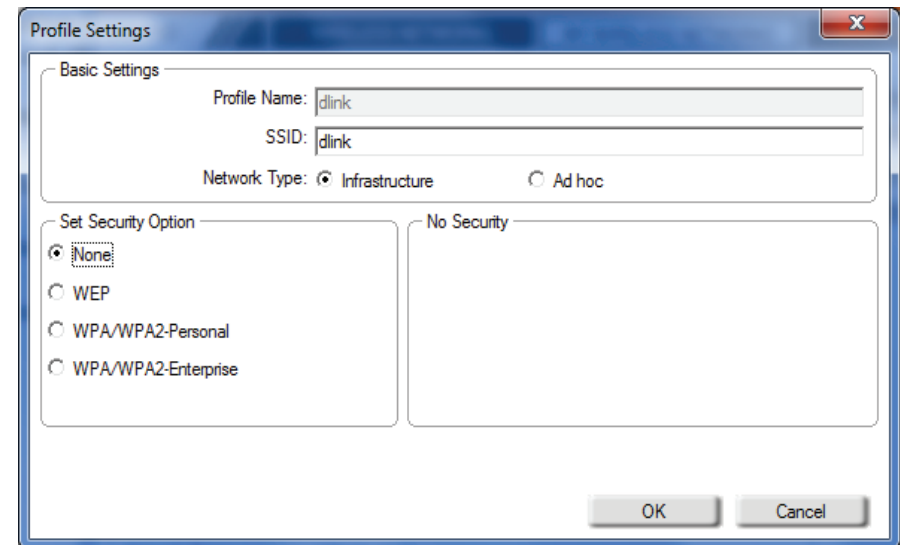 Profile Settings
Basic Settings
Profile Name: dlink
SSID: dlink
Network Type: Infrastructure Ad hoc
Set Security Option
None
WEP
WPA/WPA2-Personal
WPA/WPA2-Enterprise
No Security
OK Cancel